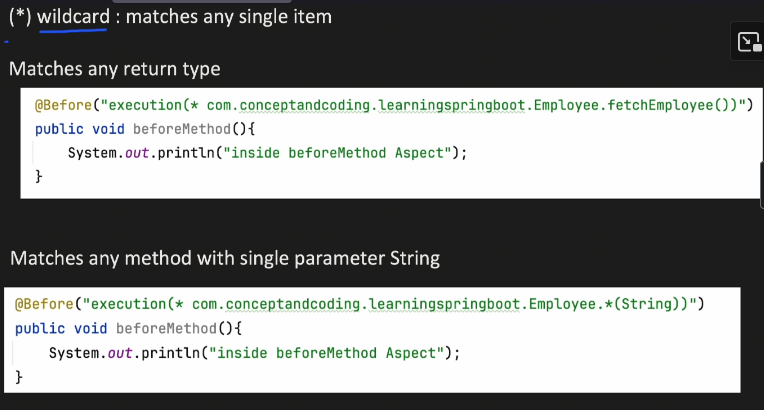 (*) wildcard : matches any single item
Matches any return type
@Before("execution(* com.conceptandcoding.learningspringboot.Employee.fetchEmployee())")
public void beforeMethod(){
    System.out.println("inside beforeMethod Aspect");
}
Matches any method with single parameter String
@Before("execution(* com.conceptandcoding.learningspringboot.Employee.*(String))")
public void beforeMethod(){
    System.out.println("inside beforeMethod Aspect");
}